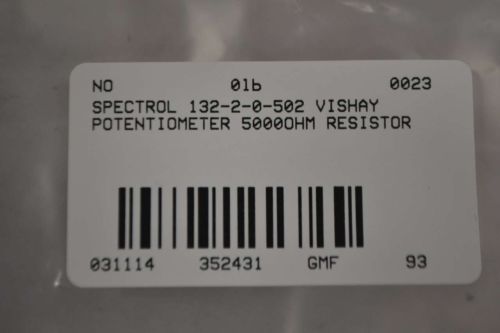 NO 01b 0023
SPECTROL 132-2-0-502 VISHAY
POTENTIOMETER 5000OHM RESISTOR
031114 352431 GMF 93